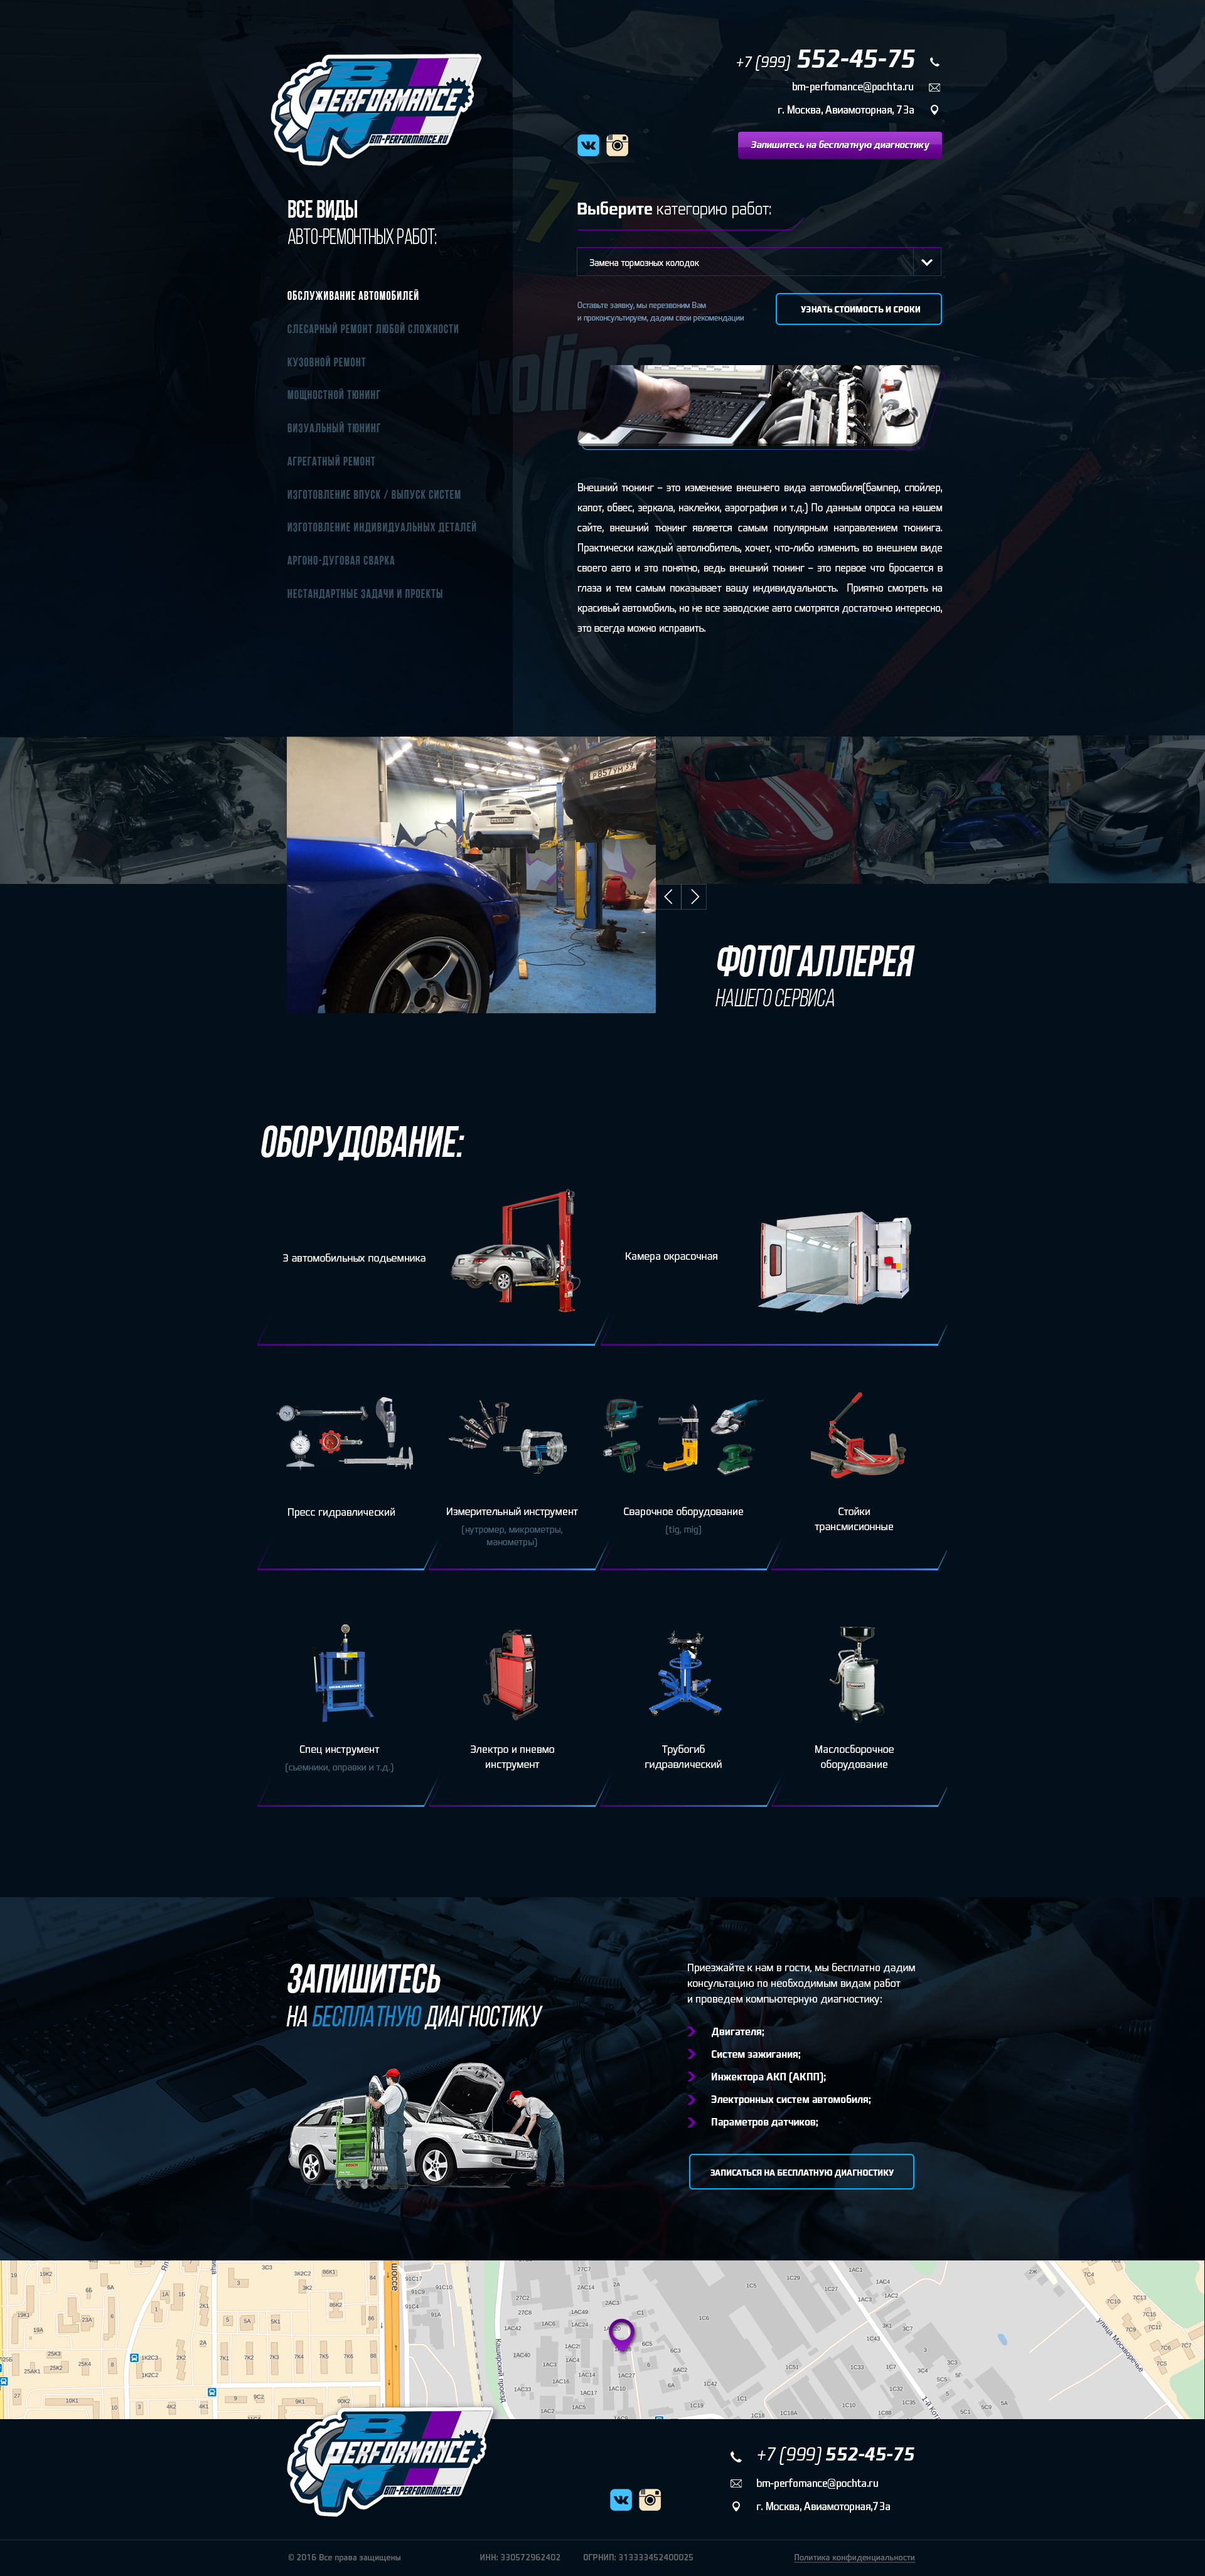 BM
PERFORMANCE
BM-PERFORMANCE.RU
+7 (999) 552-45-75
bm-perfomance@pochta.ru
г. Москва, Авиамоторная, 73а
Запишитесь на бесплатную диагностику
ВСЕ ВИДЫ
АВТО-РЕМОНТНЫХ РАБОТ:
ОБСЛУЖИВАНИЕ АВТОМОБИЛЕЙ
СЛЕСАРНЫЙ РЕМОНТ ЛЮБОЙ СЛОЖНОСТИ
КУЗОВНОЙ РЕМОНТ
МОЩНОСТНОЙ ТЮНИНГ
ВИЗУАЛЬНЫЙ ТЮНИНГ
АГРЕГАТНЫЙ РЕМОНТ
ИЗГОТОВЛЕНИЕ ВПУСК / ВЫПУСК СИСТЕМ
ИЗГОТОВЛЕНИЕ ИНДИВИДУАЛЬНЫХ ДЕТАЛЕЙ
АРГОНО-ДУГОВАЯ СВАРКА
НЕСТАНДАРТНЫЕ ЗАДАЧИ И ПРОЕКТЫ
Выберите категорию работ:
Замена тормозных колодок
Оставьте заявку, мы перезвоним Вам
и проконсультируем, дадим свои рекомендации
УЗНАТЬ СТОИМОСТЬ И СРОКИ
Внешний тюнинг – это изменение внешнего вида автомобиля(бампер, спойлер,
капот, обвес, зеркала, наклейки, аэрография и т.д.) По данным опроса на нашем
сайте, внешний тюнинг является самым популярным направлением тюнинга.
Практически каждый автолюбитель, хочет, что-либо изменить во внешнем виде
своего авто и это понятно, ведь внешний тюнинг – это первое что бросается в
глаза и тем самым показывает вашу индивидуальность. Приятно смотреть на
красивый автомобиль, но не все заводские авто смотрятся достаточно интересно,
это всегда можно исправить.
ФОТОГАЛЛЕРЕЯ
НАШЕГО СЕРВИСА
ОБОРУДОВАНИЕ:
3 автомобильных подьемника
Камера окрасочная
Пресс гидравлический
Измерительный инструмент
(нутромер, микрометры,
манометры)
Сварочное оборудование
(tig, mig)
Стойки
трансмисионные
Спец инструмент
(сьемники, оправки и т.д.)
Электро и пневмо
инструмент
Трубогиб
гидравлический
Маслосборочное
оборудование
ЗАПИШИТЕСЬ
НА БЕСПЛАТНУЮ ДИАГНОСТИКУ
Приезжайте к нам в гости, мы бесплатно дадим
консультацию по необходимым видам работ
и проведем компьютерную диагностику:
Двигателя;
Систем зажигания;
Инжектора АКП (АКПП);
Электронных систем автомобиля;
Параметров датчиков;
ЗАПИСАТЬСЯ НА БЕСПЛАТНУЮ ДИАГНОСТИКУ
шоссе
Каширский проезд
улица Москворечье
BM
PERFORMANCE
BM-PERFORMANCE.RU
+7 (999) 552-45-75
bm-perfomance@pochta.ru
г. Москва, Авиамоторная,73а
© 2016 Все права защищены
ИНН: 330572962402
ОГРНИП: 313333452400025
Политика конфиденциальности